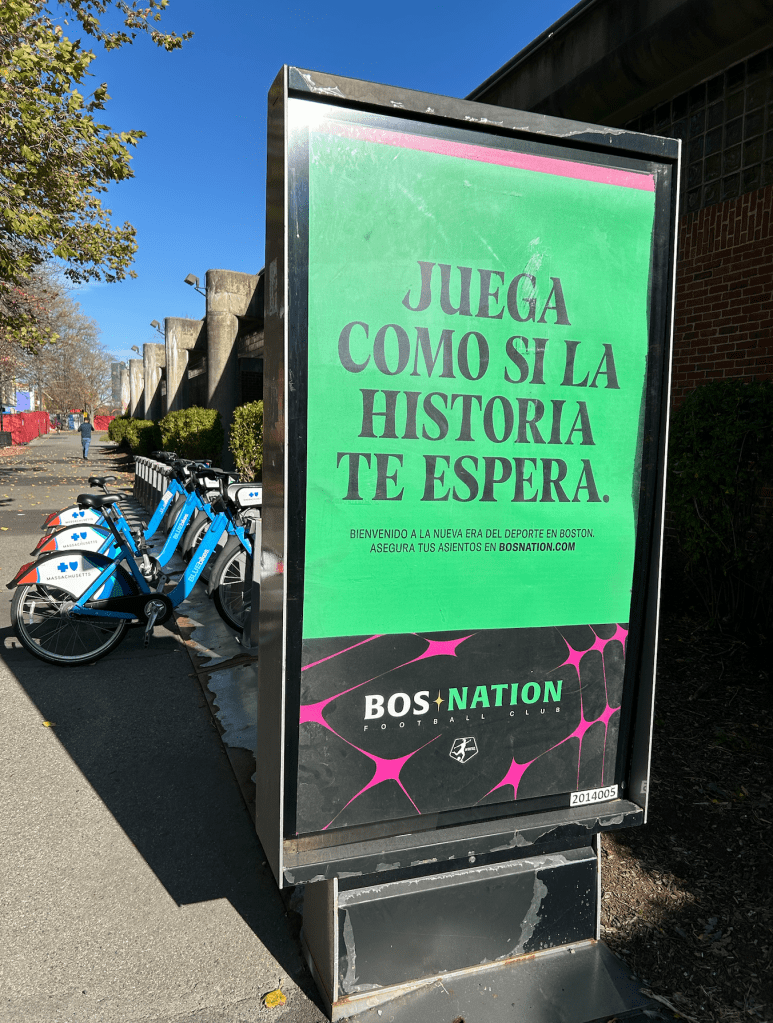 JUEGA
COMO SI LA
HISTORIA
TE ESPERA.
BIENVENIDO A LA NUEVA ERA DEL DEPORTE EN BOSTON.
ASEGURA TUS ASIENTOS EN BOSNATION.COM
BOS NATION
FOOTBALL CLUB
2014005
MASSACHUSETTS